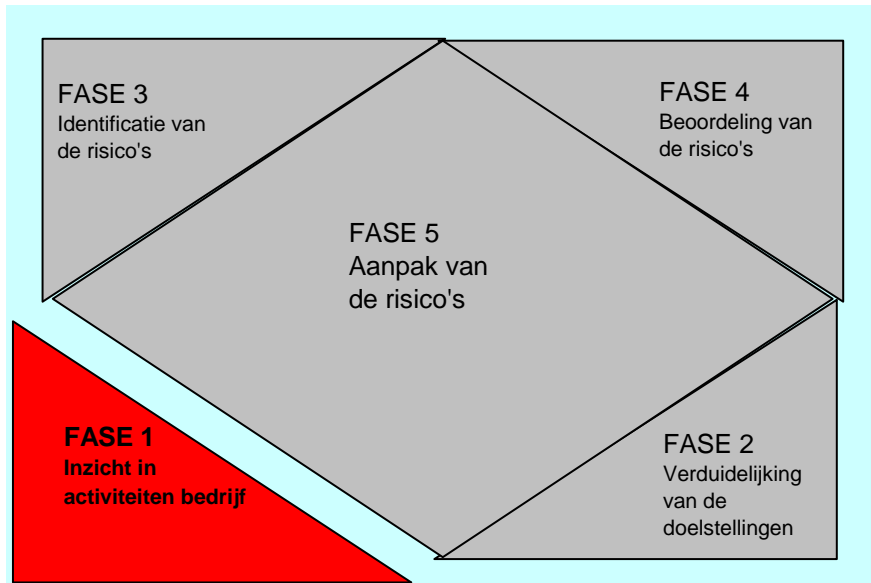 FASE 3
Identificatie van
de risico's
FASE 4
Beoordeling van
de risico's
FASE 5
Aanpak van
de risico's
FASE 1
Inzicht in
activiteiten bedrijf
FASE 2
Verduidelijking
van de
doelstellingen